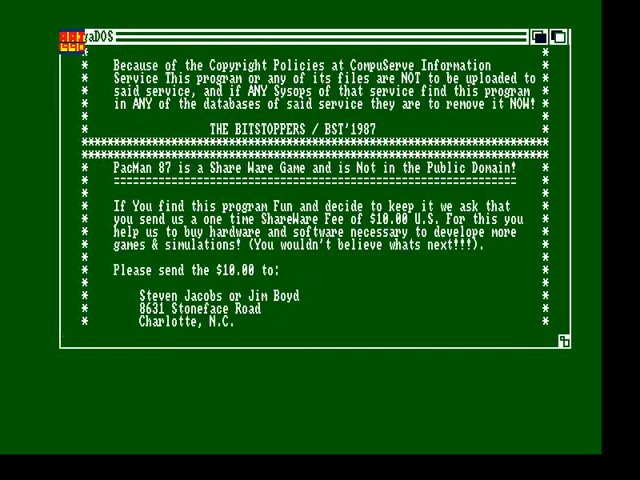 gaDOS
* *
* Because of the Copyright Policies at CompuServe Information *
* Service This program or any of its files are NOT to be uploaded to *
* said service, and if ANY Sysops of that service find this program *
* in ANY of the databases of said service they are to remove it NOW! *
* *
* THE BITSTOPPERS / BST'1987 *
************************************************************************
************************************************************************
* PacMan 87 is a Share Ware Game and is Not in the Public Domain! *
* --------------------------------------------------------------- *
* *
* If You find this program Fun and decide to keep it we ask that *
* you send us a one time ShareWare Fee of $10.00 U.S. For this you *
* help us to buy hardware and software necessary to develope more *
* games & simulations! (You wouldn't believe whats next!!!). *
* *
* Please send the $10.00 to: *
* *
* Steven Jacobs or Jim Boyd *
* 8631 Stoneface Road *
* Charlotte, N.C. *